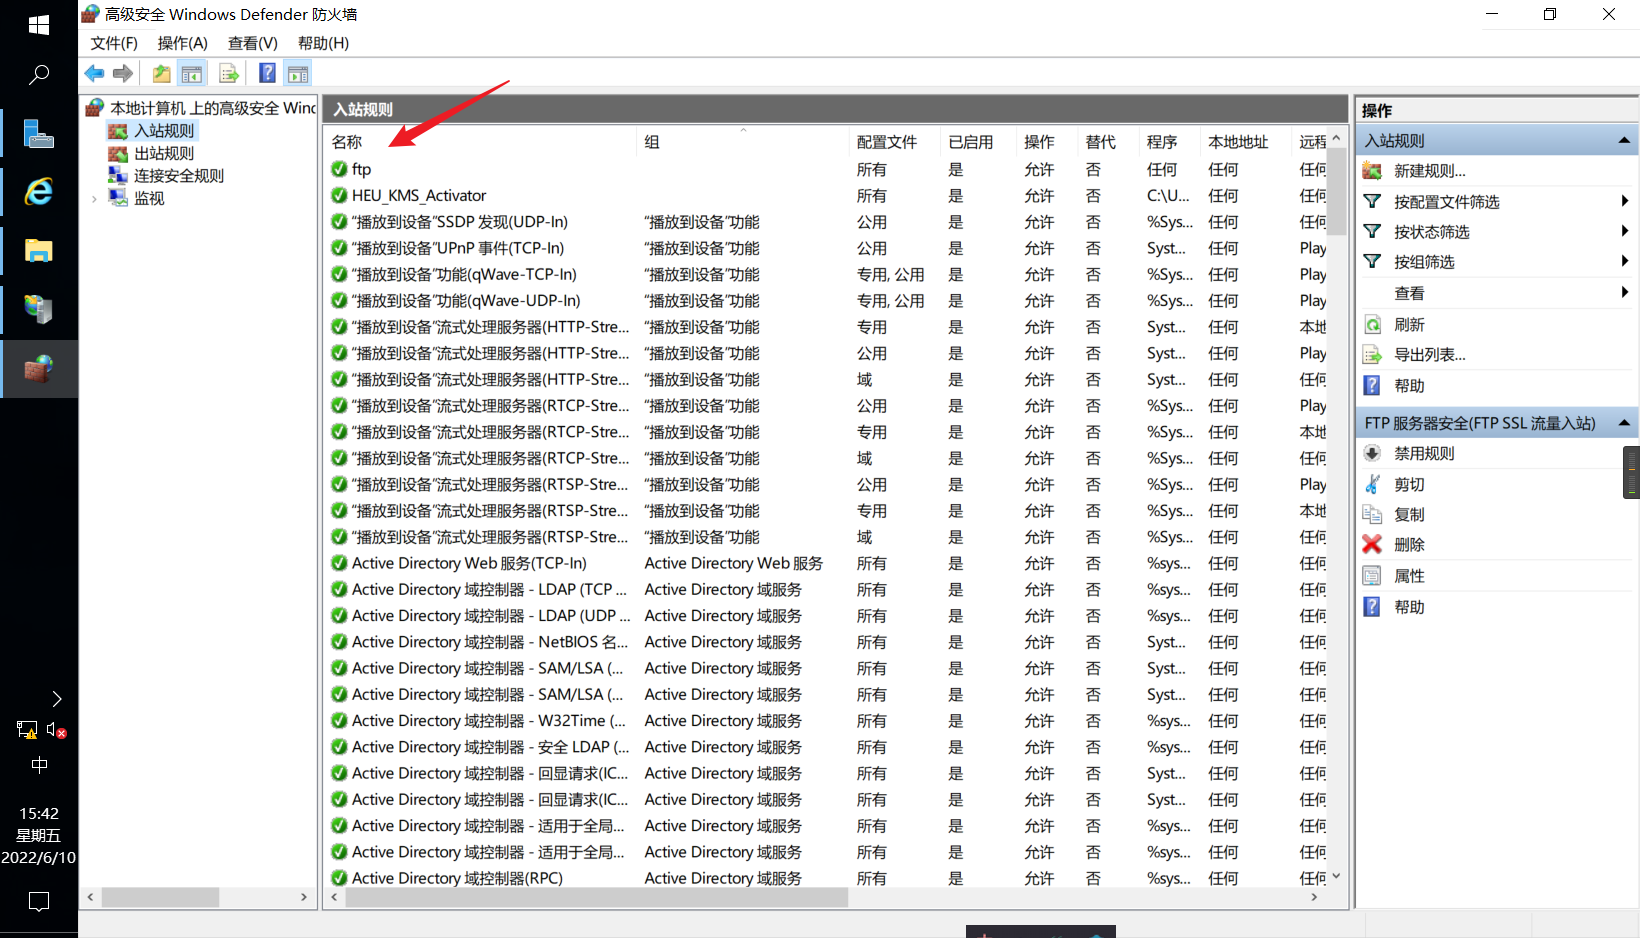 高级安全 Windows Defender 防火墙
文件(F) 操作(A) 查看(V) 帮助(H)
本地计算机 上的高级安全 Winc
入站规则
出站规则
连接安全规则
监视
入站规则
名称 组 配置文件 已启用 操作 替代 程序 本地地址 远程
ftp 所有 是 允许 否 任何 任何 任何
HEU_KMS_Activator 所有 是 允许 否 C:\U... 任何 任何
“播放到设备”SSDP 发现(UDP-In) “播放到设备”功能 公用 是 允许 否 %Sys... 任何 任何
“播放到设备”UPnP 事件(TCP-In) “播放到设备”功能 公用 是 允许 否 Syst... 任何 Play
“播放到设备”功能(qWave-TCP-In) “播放到设备”功能 专用, 公用 是 允许 否 %Sys... 任何 Play
“播放到设备”功能(qWave-UDP-In) “播放到设备”功能 专用, 公用 是 允许 否 %Sys... 任何 Play
“播放到设备”流式处理服务器(HTTP-Stre... “播放到设备”功能 专用 是 允许 否 Syst... 任何 本地
“播放到设备”流式处理服务器(HTTP-Stre... “播放到设备”功能 公用 是 允许 否 Syst... 任何 Play
“播放到设备”流式处理服务器(HTTP-Stre... “播放到设备”功能 域 是 允许 否 Syst... 任何 任何
“播放到设备”流式处理服务器(RTCP-Stre... “播放到设备”功能 公用 是 允许 否 %Sys... 任何 Play
“播放到设备”流式处理服务器(RTCP-Stre... “播放到设备”功能 专用 是 允许 否 %Sys... 任何 本地
“播放到设备”流式处理服务器(RTCP-Stre... “播放到设备”功能 域 是 允许 否 %Sys... 任何 任何
“播放到设备”流式处理服务器(RTSP-Stre... “播放到设备”功能 公用 是 允许 否 %Sys... 任何 Play
“播放到设备”流式处理服务器(RTSP-Stre... “播放到设备”功能 专用 是 允许 否 %Sys... 任何 本地
“播放到设备”流式处理服务器(RTSP-Stre... “播放到设备”功能 域 是 允许 否 %Sys... 任何 任何
Active Directory Web 服务(TCP-In) Active Directory Web 服务 所有 是 允许 否 %sys... 任何 任何
Active Directory 域控制器 - LDAP (TCP ... Active Directory 域服务 所有 是 允许 否 %sys... 任何 任何
Active Directory 域控制器 - LDAP (UDP ... Active Directory 域服务 所有 是 允许 否 %sys... 任何 任何
Active Directory 域控制器 - NetBIOS 名... Active Directory 域服务 所有 是 允许 否 Syst... 任何 任何
Active Directory 域控制器 - SAM/LSA (... Active Directory 域服务 所有 是 允许 否 Syst... 任何 任何
Active Directory 域控制器 - SAM/LSA (... Active Directory 域服务 所有 是 允许 否 Syst... 任何 任何
Active Directory 域控制器 - W32Time (... Active Directory 域服务 所有 是 允许 否 %sys... 任何 任何
Active Directory 域控制器 - 安全 LDAP (... Active Directory 域服务 所有 是 允许 否 %sys... 任何 任何
Active Directory 域控制器 - 回显请求(IC... Active Directory 域服务 所有 是 允许 否 Syst... 任何 任何
Active Directory 域控制器 - 回显请求(IC... Active Directory 域服务 所有 是 允许 否 Syst... 任何 任何
Active Directory 域控制器 - 适用于全局... Active Directory 域服务 所有 是 允许 否 %sys... 任何 任何
Active Directory 域控制器 - 适用于全局... Active Directory 域服务 所有 是 允许 否 %sys... 任何 任何
Active Directory 域控制器(RPC) Active Directory 域服务 所有 是 允许 否 %sys... 任何 任何
操作
入站规则
新建规则...
按配置文件筛选
按状态筛选
按组筛选
查看
刷新
导出列表...
帮助
FTP 服务器安全(FTP SSL 流量入站)
禁用规则
剪切
复制
删除
属性
帮助
中
15:42
星期五
2022/6/10